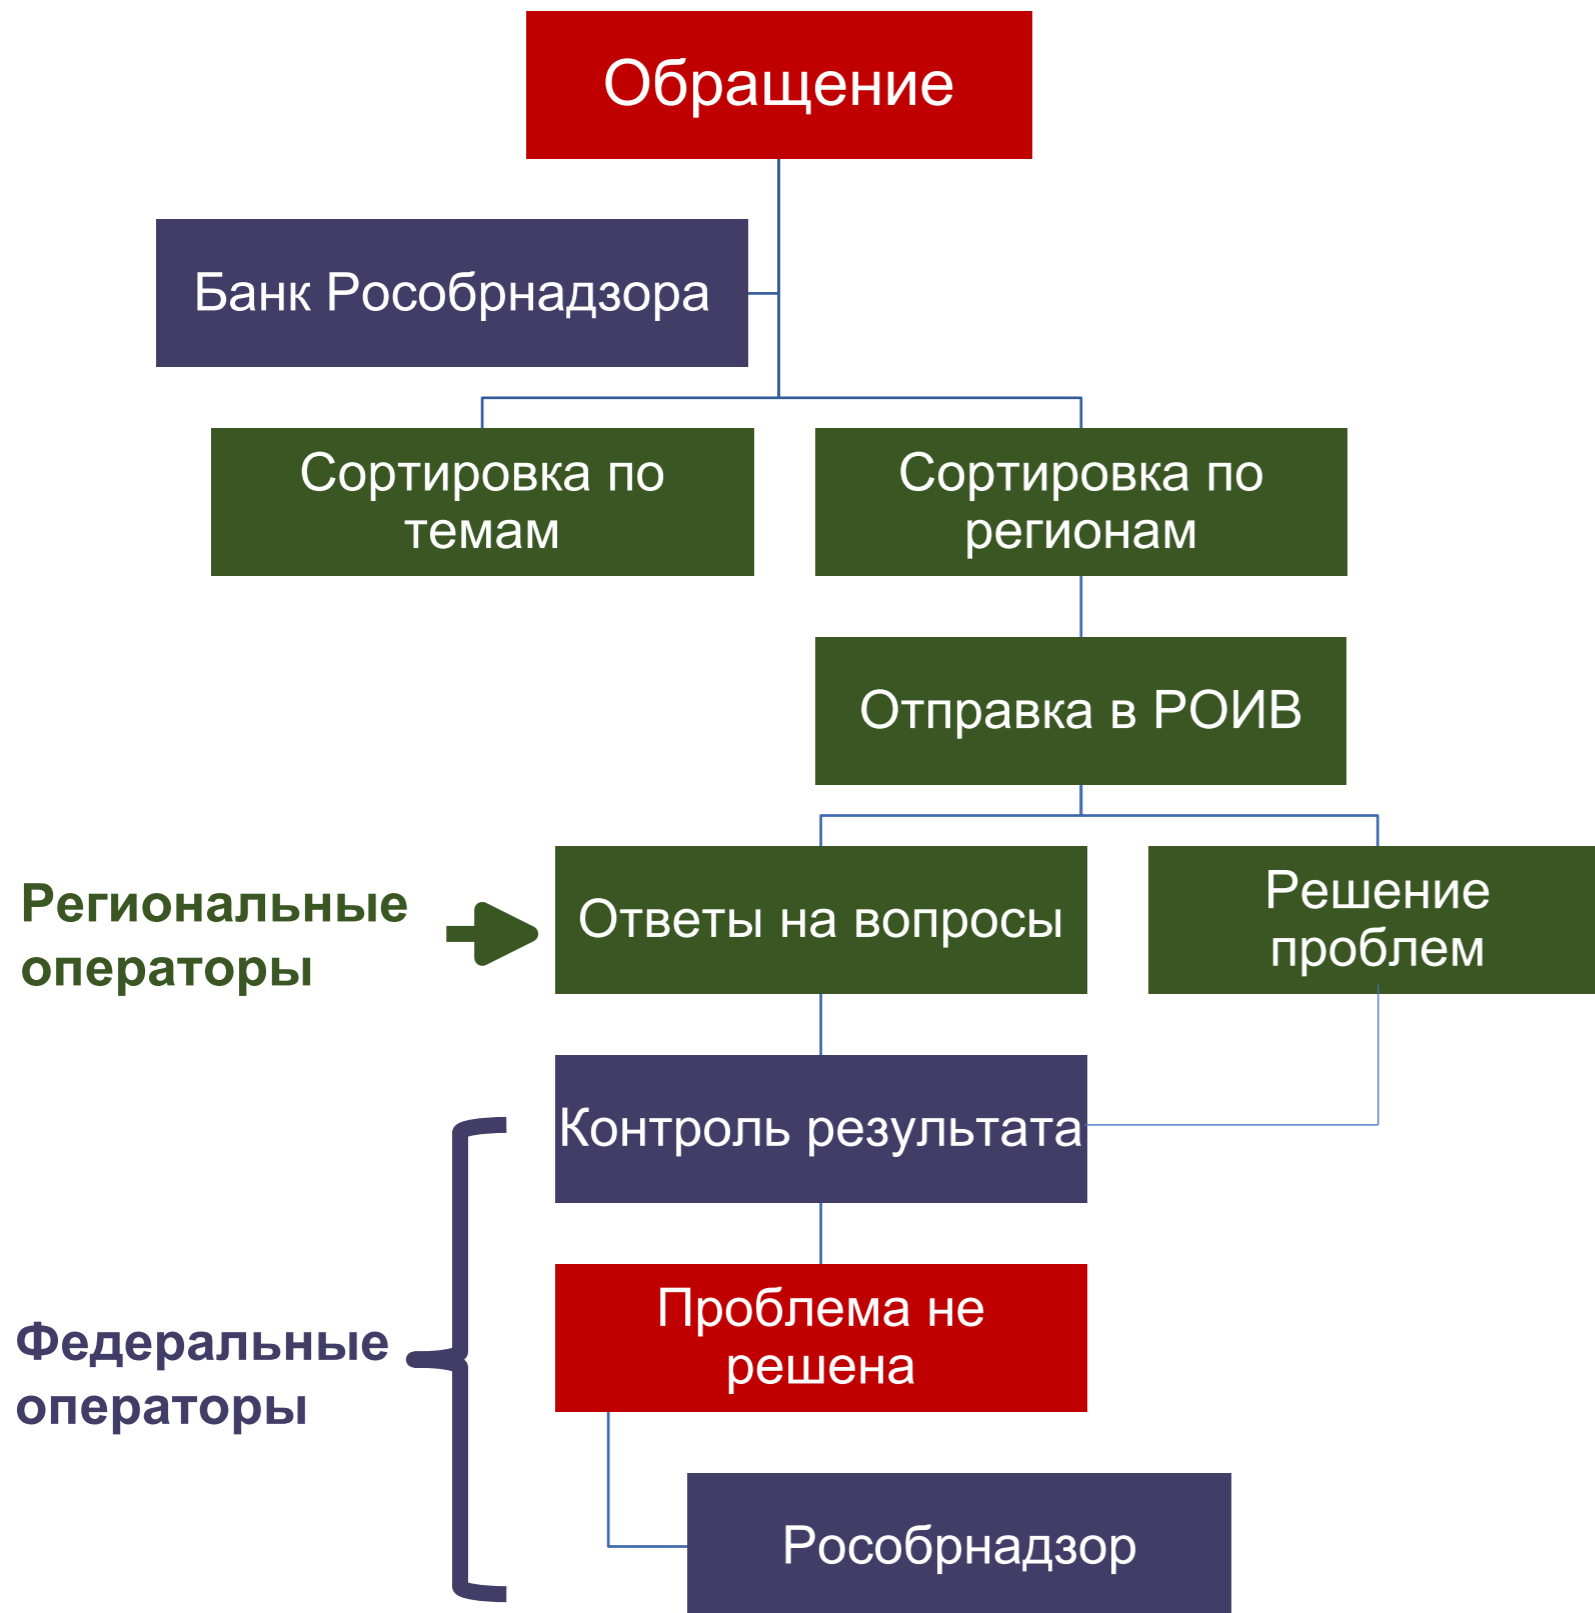 Обращение
Банк Рособрнадзора
Сортировка по
темам
Сортировка по
регионам
Отправка в РОИВ
Региональные
операторы
Ответы на вопросы
Решение
проблем
Контроль результата
Федеральные
операторы
Проблема не
решена
Рособрнадзор